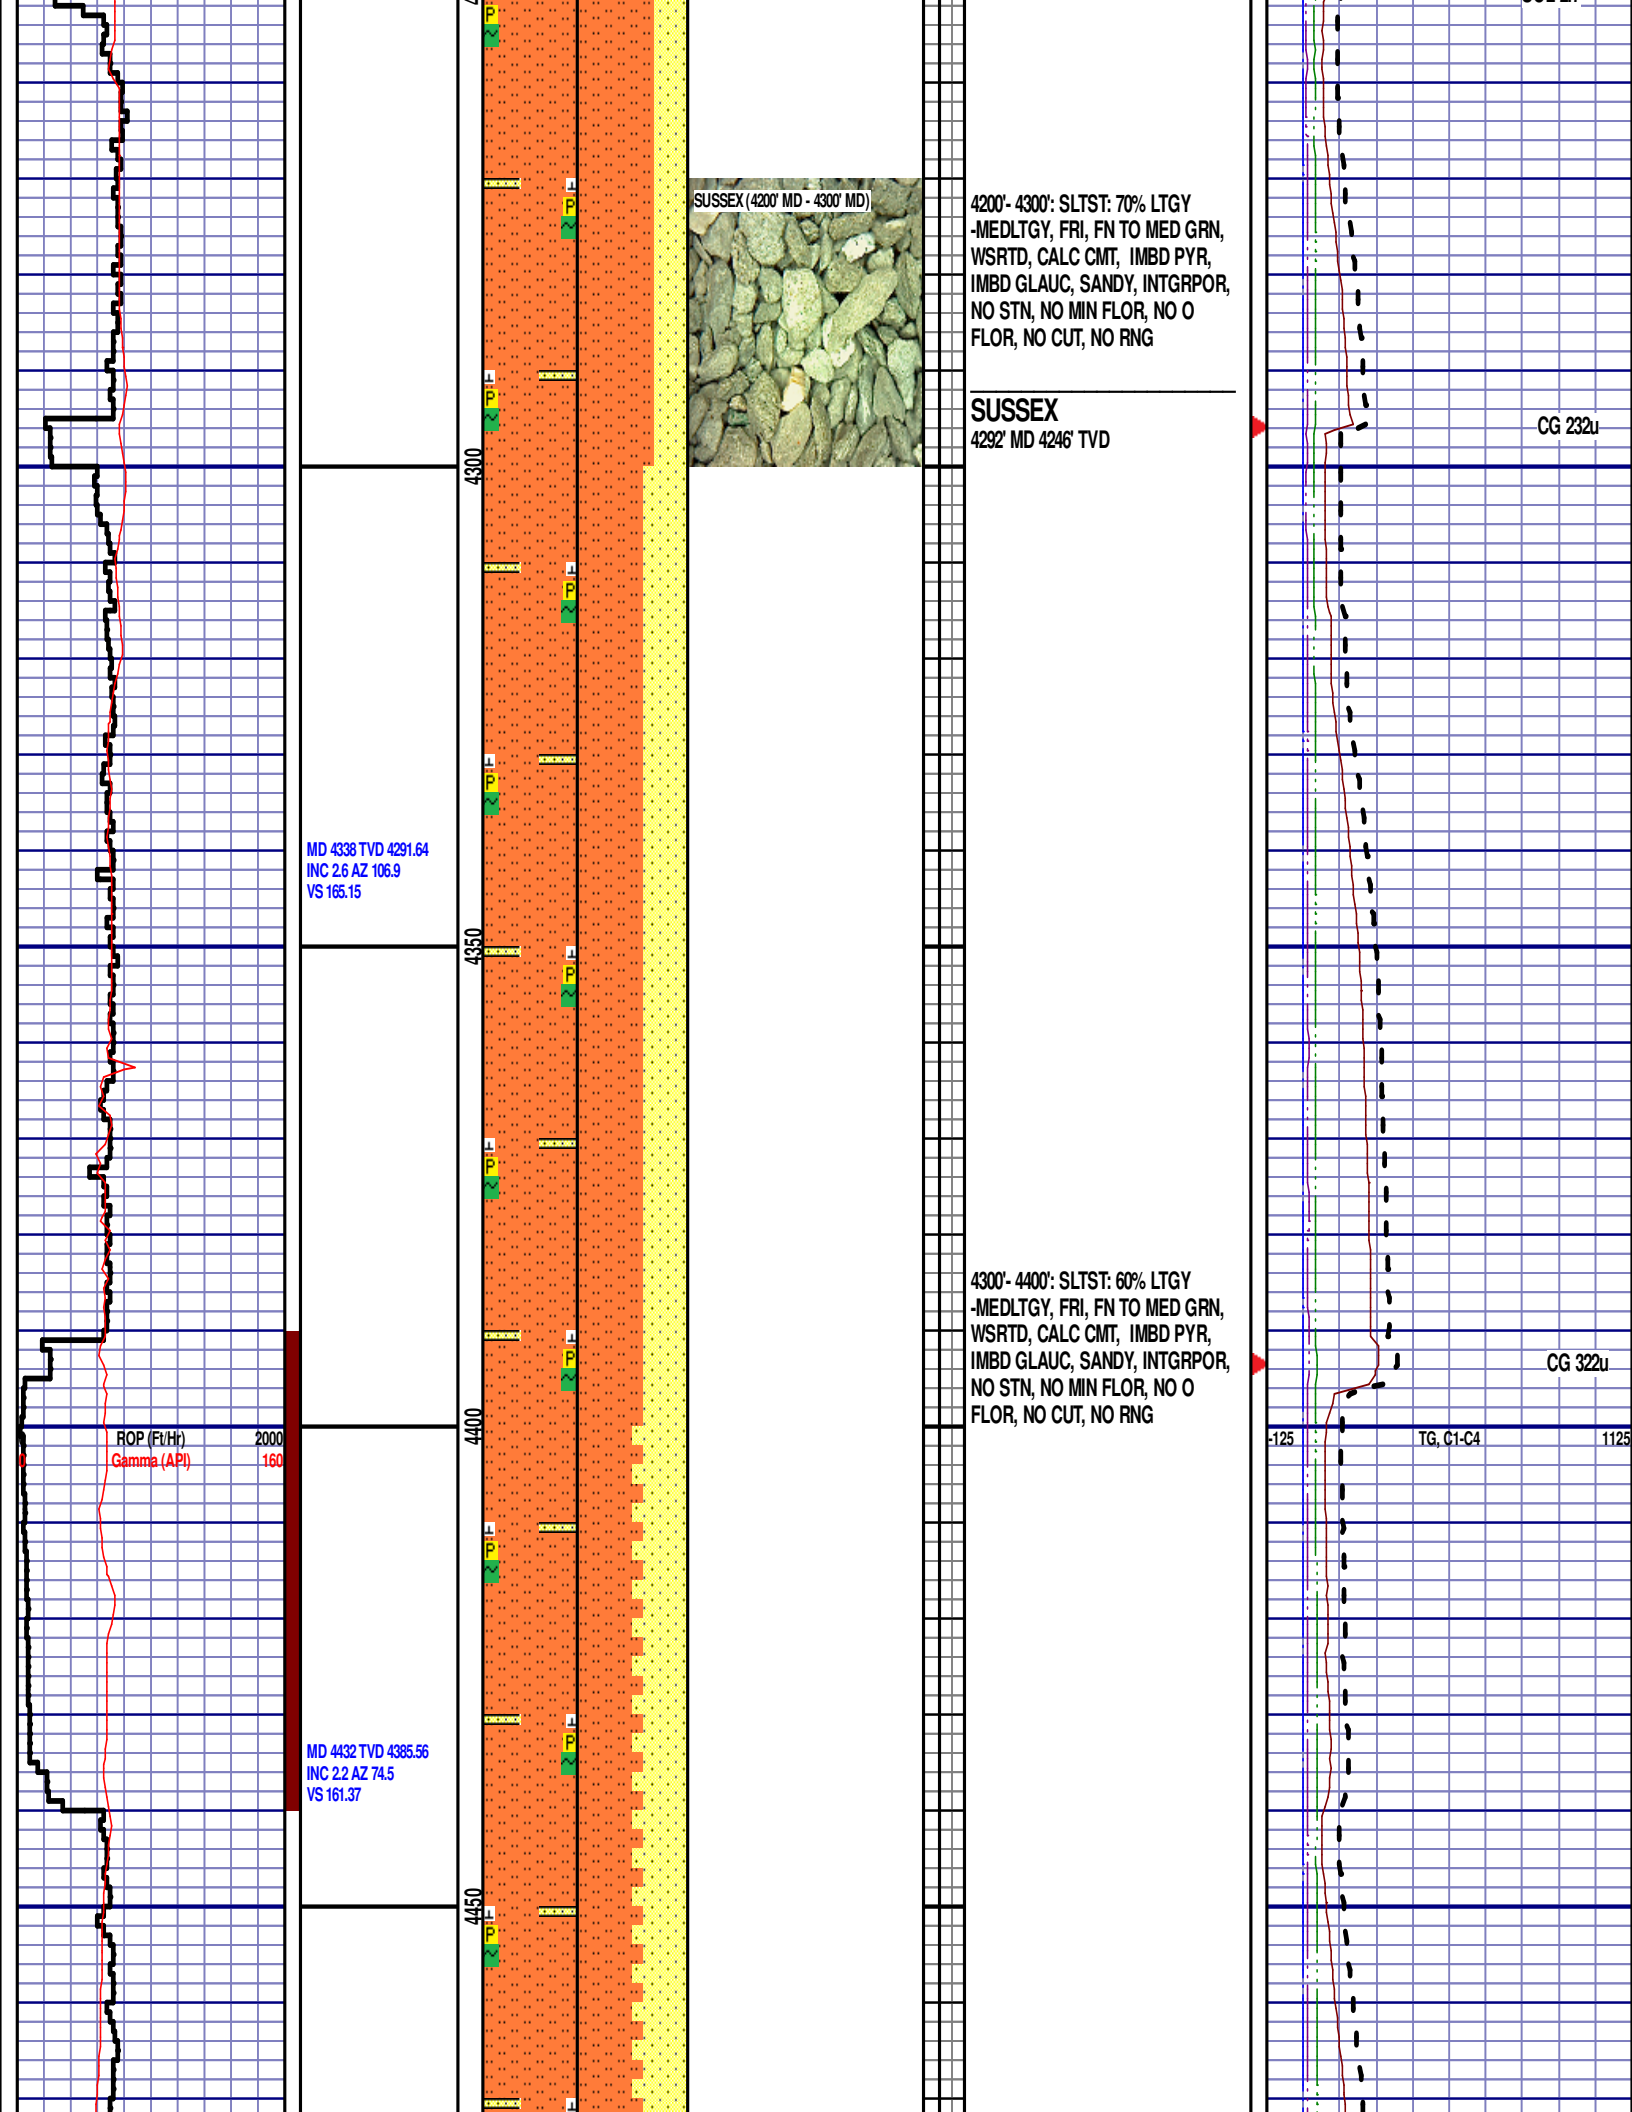 P
P
SUSSEX (4200' MD - 4300' MD)
4200'- 4300': SLTST: 70% LTGY
-MEDLTGY, FRI, FN TO MED GRN,
WSRTD, CALC CMT, IMBD PYR,
IMBD GLAUC, SANDY, INTGRPOR,
NO STN, NO MIN FLOR, NO O
FLOR, NO CUT, NO RNG
P
SUSSEX
4292' MD 4246' TVD
CG 232u
4300
P
P
MD 4338 TVD 4291.64
INC 2.6 AZ 106.9
VS 165.15
4350
P
P
4300'- 4400': SLTST: 60% LTGY
-MEDLTGY, FRI, FN TO MED GRN,
WSRTD, CALC CMT, IMBD PYR,
IMBD GLAUC, SANDY, INTGRPOR,
NO STN, NO MIN FLOR, NO O
FLOR, NO CUT, NO RNG
P
CG 322u
4400
ROP (Ft/Hr) 2000
Gamma (API) 160
-125 TG, C1-C4 1125
P
P
MD 4432 TVD 4385.56
INC 2.2 AZ 74.5
VS 161.37
4450
P